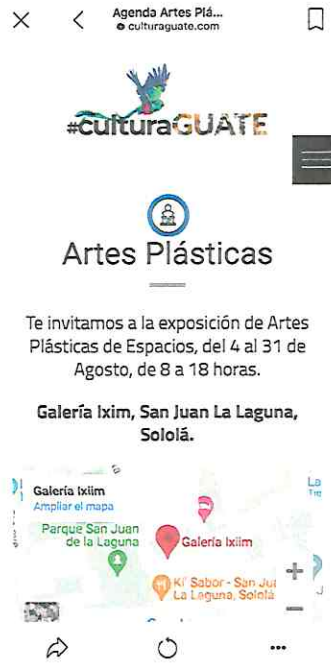 Agenda Artes Plá...
culturaguate.com
#culturaGUATE
Artes Plásticas
Te invitamos a la exposición de Artes
Plásticas de Espacios, del 4 al 31 de
Agosto, de 8 a 18 horas.
Galería Ixim, San Juan La Laguna,
Sololá.
Galería Ixiim
Ampliar el mapa
Parque San Juan
de la Laguna
Galería Ixiim
Ki' Sabor - San Jua
La Laguna, Sololá